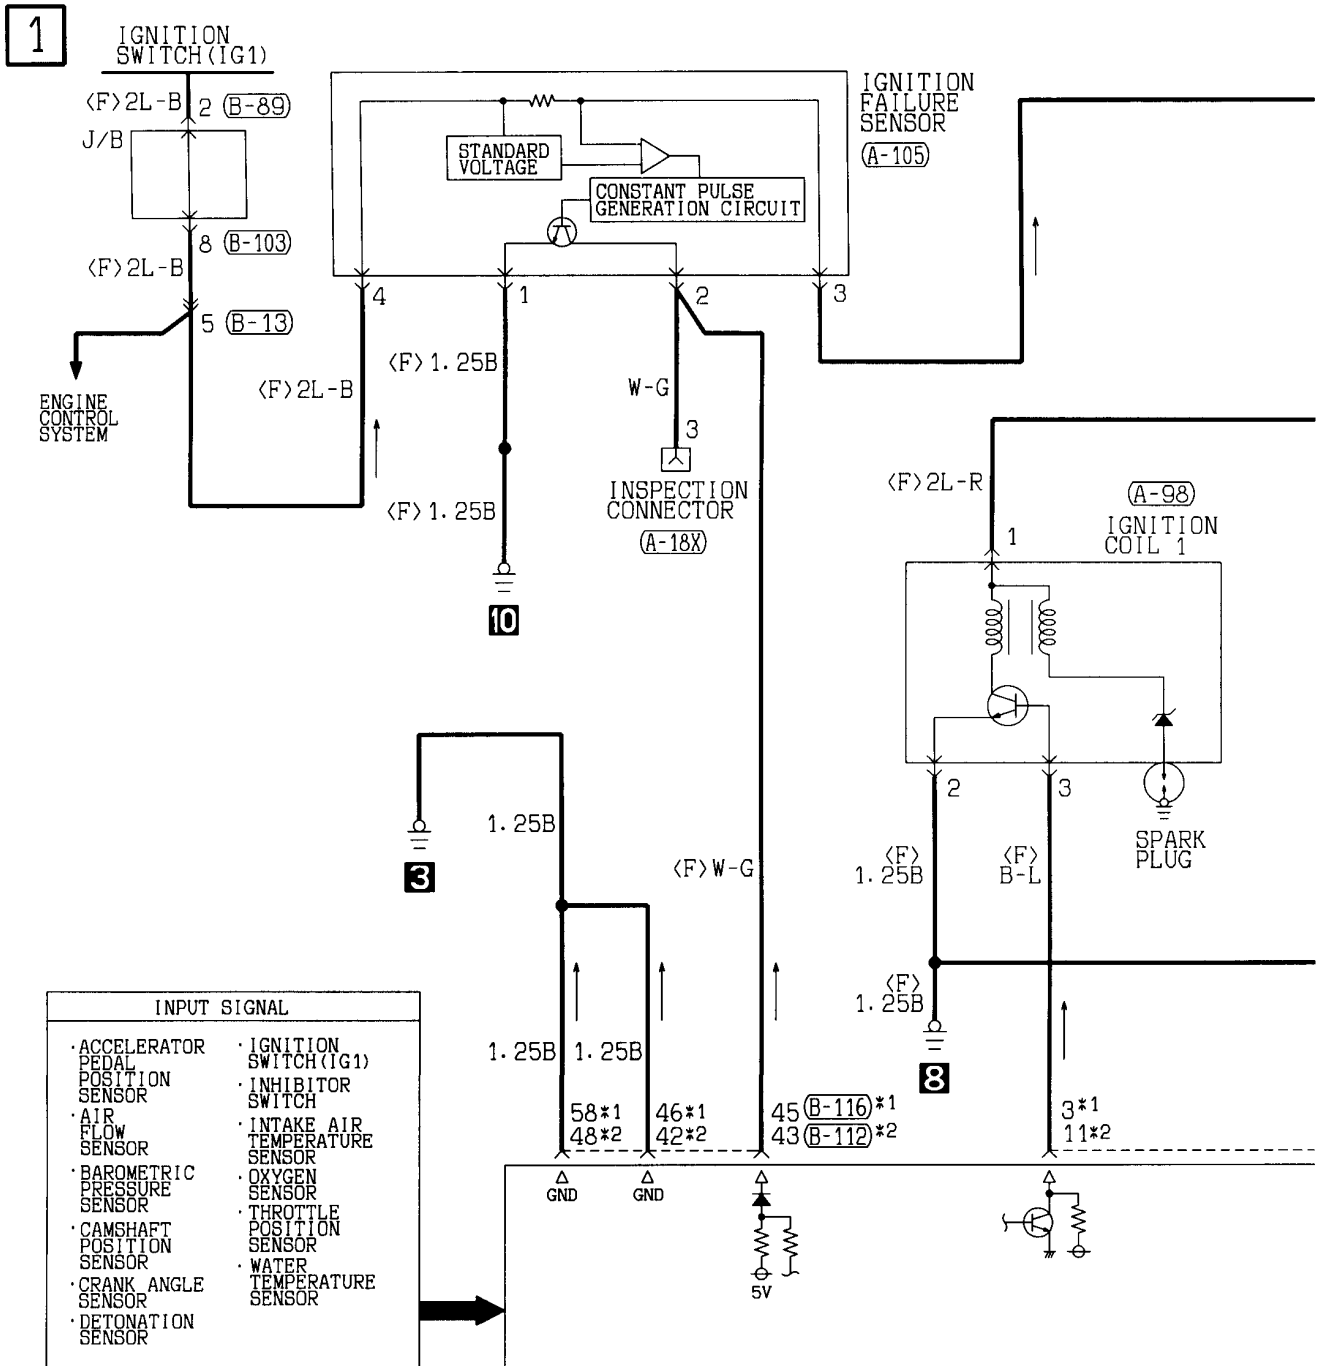 1
IGNITION
SWITCH(IG1)
〈F〉2L-B
2
(B-89)
J/B
8
(B-103)
〈F〉2L-B
5
(B-13)
ENGINE
CONTROL
SYSTEM
IGNITION
FAILURE
SENSOR
(A-105)
STANDARD
VOLTAGE
CONSTANT PULSE
GENERATION CIRCUIT
4
1
2
3
〈F〉2L-B
〈F〉1.25B
〈F〉1.25B
10
W-G
3
INSPECTION
CONNECTOR
(A-18X)
〈F〉2L-R
1
(A-98)
IGNITION
COIL 1
2
3
SPARK
PLUG
3
1.25B
〈F〉W-G
〈F〉
1.25B
〈F〉
B-L
〈F〉
1.25B
8
1.25B
1.25B
58*1
48*2
46*1
42*2
45(B-116)*1
43(B-112)*2
3*1
11*2
GND
GND
5V
INPUT SIGNAL
·ACCELERATOR
PEDAL
POSITION
SENSOR
·AIR
FLOW
SENSOR
·BAROMETRIC
PRESSURE
SENSOR
·CAMSHAFT
POSITION
SENSOR
·CRANK ANGLE
SENSOR
·DETONATION
SENSOR
·IGNITION
SWITCH(IG1)
·INHIBITOR
SWITCH
·INTAKE AIR
TEMPERATURE
SENSOR
·OXYGEN
SENSOR
·THROTTLE
POSITION
SENSOR
·WATER
TEMPERATURE
SENSOR